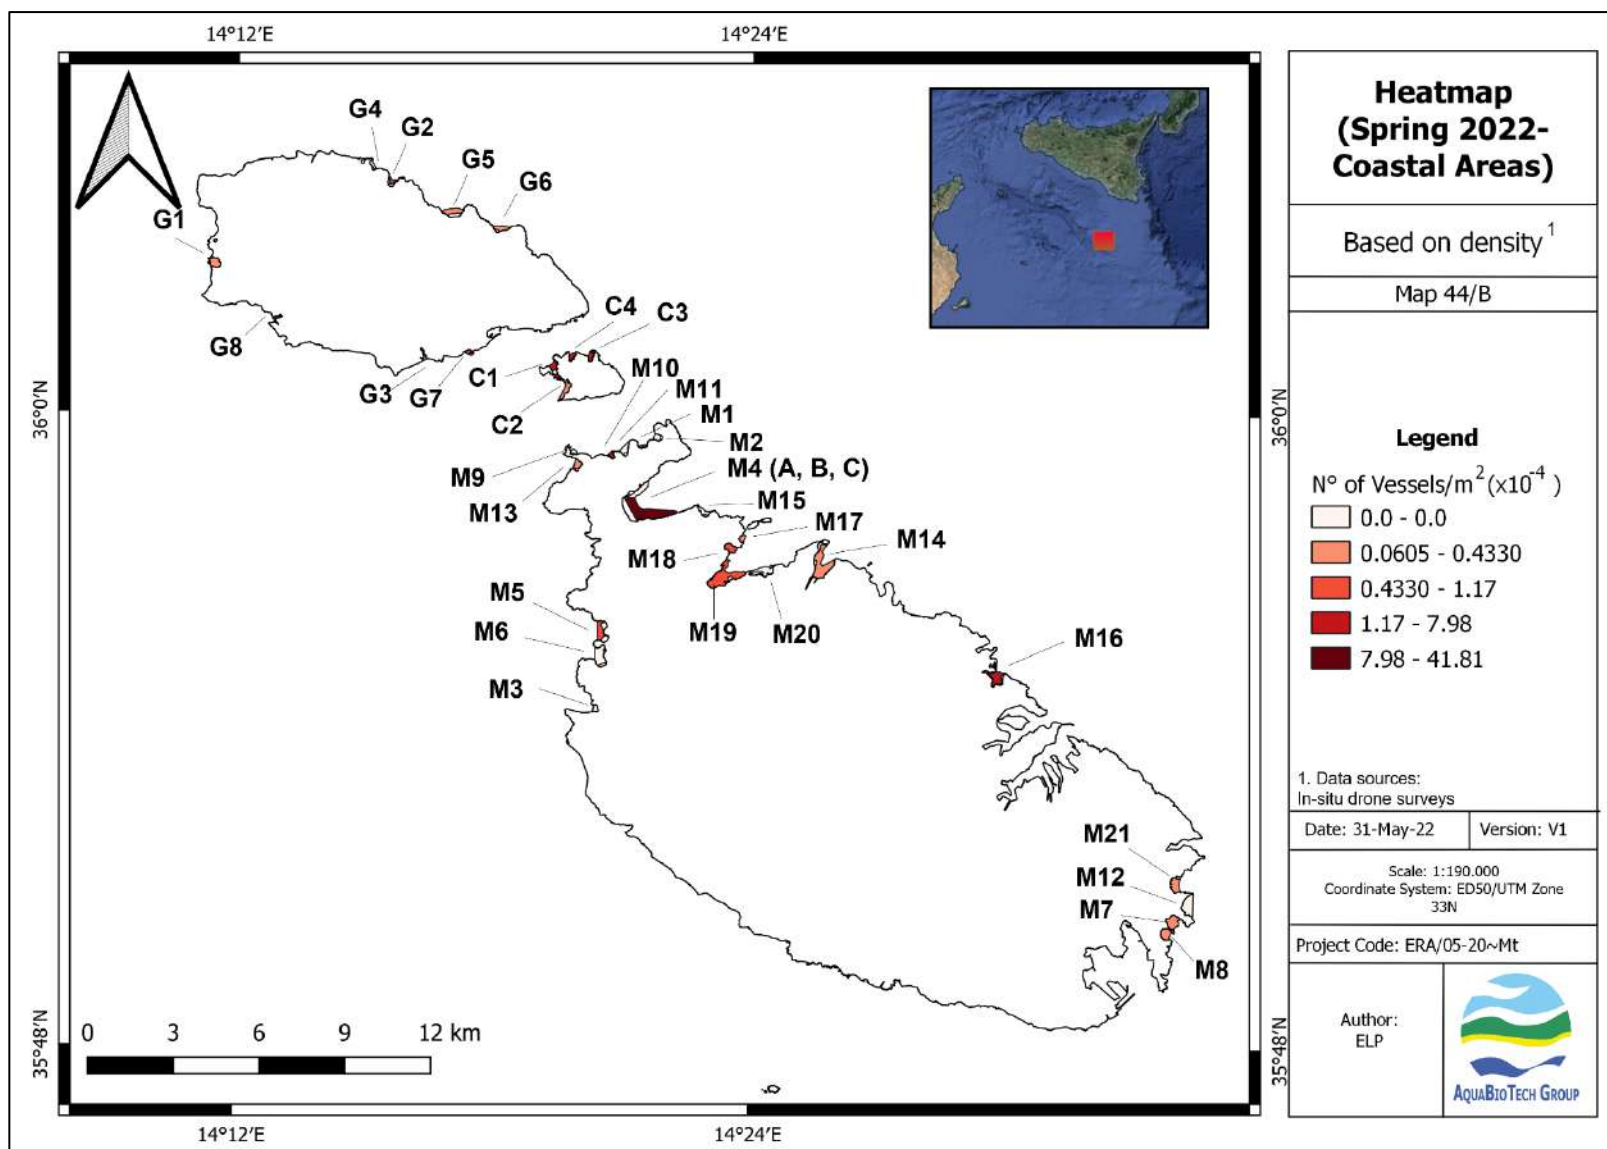 14°12'E
14°24'E
G4
G2
G5
G6
G1
G8
G3
G7
C4
C3
C1
C2
M10
M11
M1
M2
M9
M4 (A, B, C)
M13
M15
M17
M18
M14
M5
M19
M20
M6
M16
M3
M21
M12
M7
M8
36°0'N
36°0'N
35°48'N
35°48'N
0 3 6 9 12 km
14°12'E
14°24'E
Heatmap
(Spring 2022-
Coastal Areas)
Based on density 1
Map 44/B
Legend
N° of Vessels/m2(x10-4 )
0.0 - 0.0
0.0605 - 0.4330
0.4330 - 1.17
1.17 - 7.98
7.98 - 41.81
1. Data sources:
In-situ drone surveys
Date: 31-May-22
Version: V1
Scale: 1:190.000
Coordinate System: ED50/UTM Zone
33N
Project Code: ERA/05-20~Mt
Author:
ELP
AQUABIOTECH GROUP